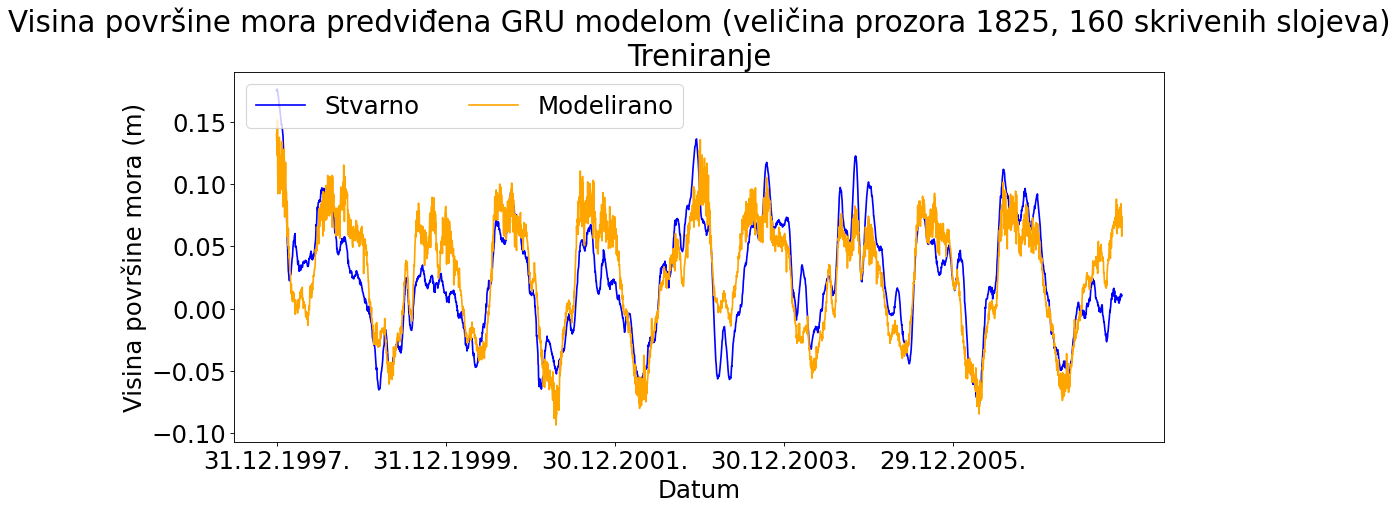 Visina površine mora predviđena GRU modelom (veličina prozora 1825, 160 skrivenih slojeva)
Treniranje
Stvarno Modelirano
Visina površine mora (m)
0.15
0.10
0.05
0.00
−0.05
−0.10
31.12.1997. 31.12.1999. 30.12.2001. 30.12.2003. 29.12.2005.
Datum